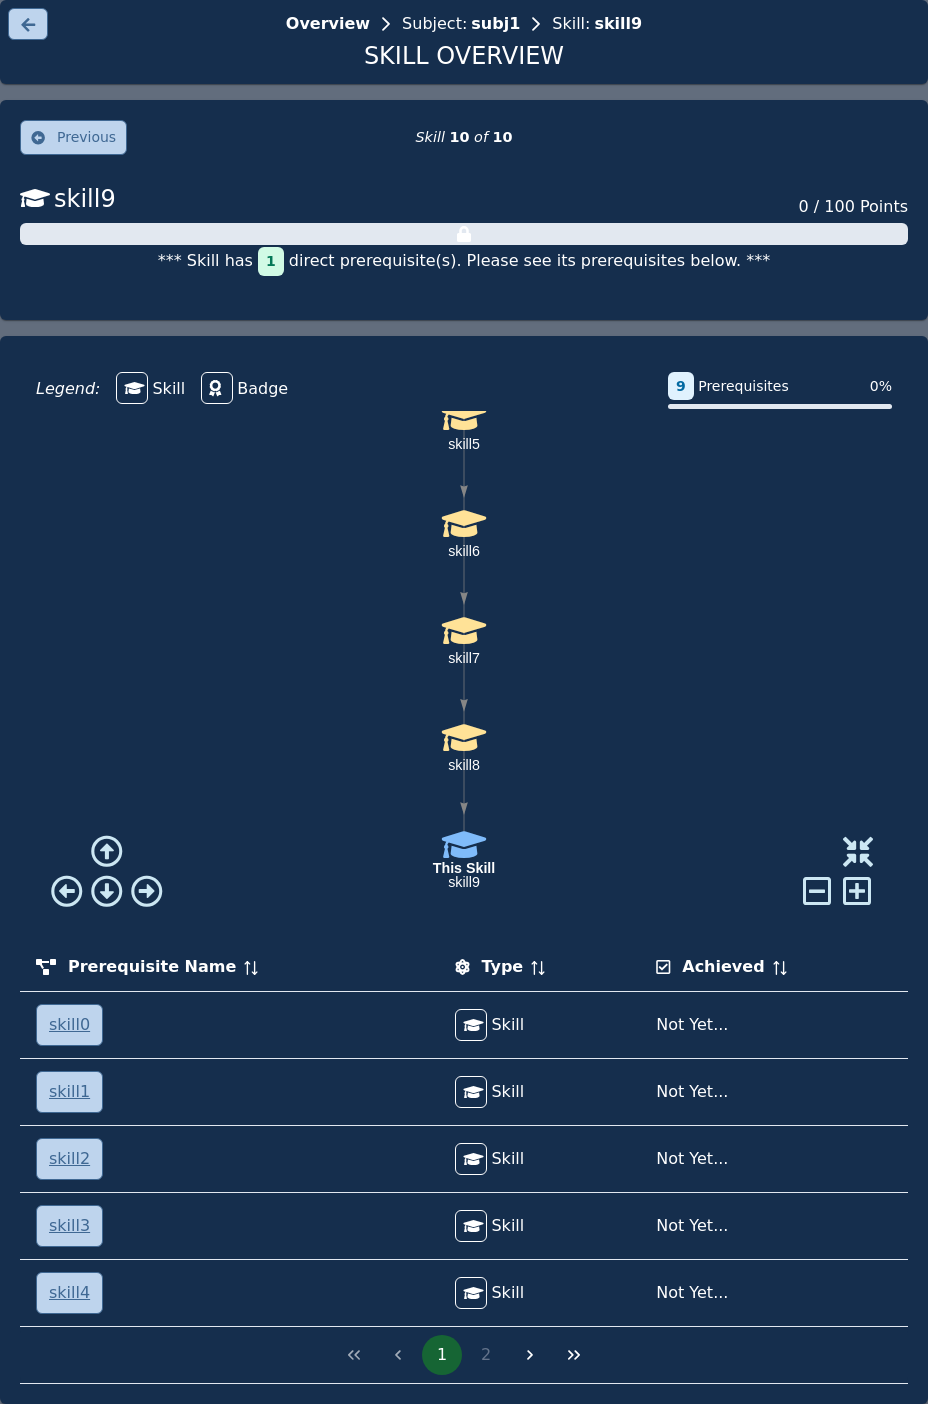 Overview Subject: subj1 Skill: skill9
SKILL OVERVIEW
Previous
Skill 10 of 10
skill9
0 / 100 Points
*** Skill has 1 direct prerequisite(s). Please see its prerequisites below. ***
Legend: Skill Badge
9 Prerequisites 0%
skill5
skill6
skill7
skill8
This Skill
skill9
Prerequisite Name Type Achieved
skill0 Skill Not Yet...
skill1 Skill Not Yet...
skill2 Skill Not Yet...
skill3 Skill Not Yet...
skill4 Skill Not Yet...
1 2